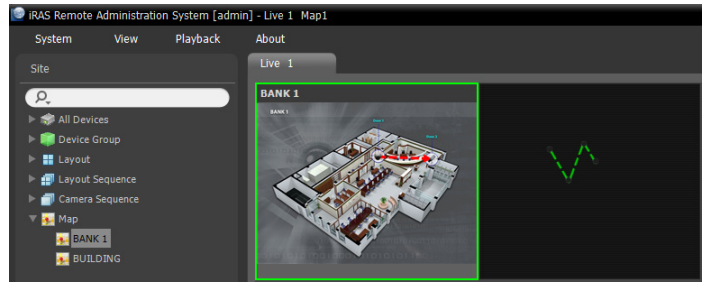 iRAS Remote Administration System [admin] - Live 1 Map1
System View Playback About
Site
Live 1
All Devices
Device Group
Layout
Layout Sequence
Camera Sequence
Map
BANK 1
BUILDING
BANK 1
BANK 1